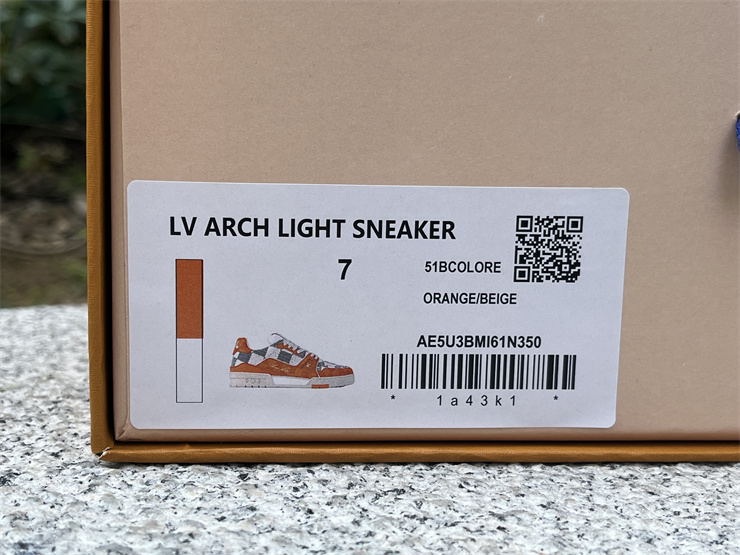 LV ARCH LIGHT SNEAKER
7
51BCOLORE
ORANGE/BEIGE
AE5U3BMI61N350
* 1a43k1 *